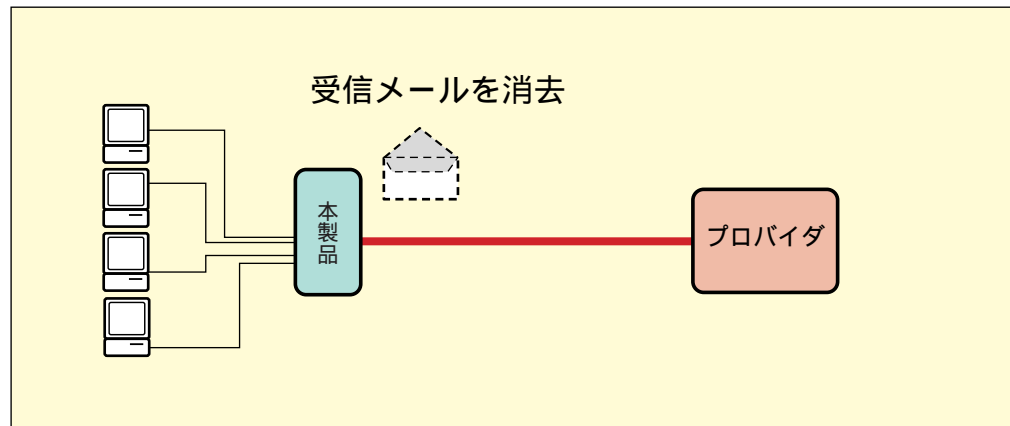 受信メールを消去
本製品
プロバイダ